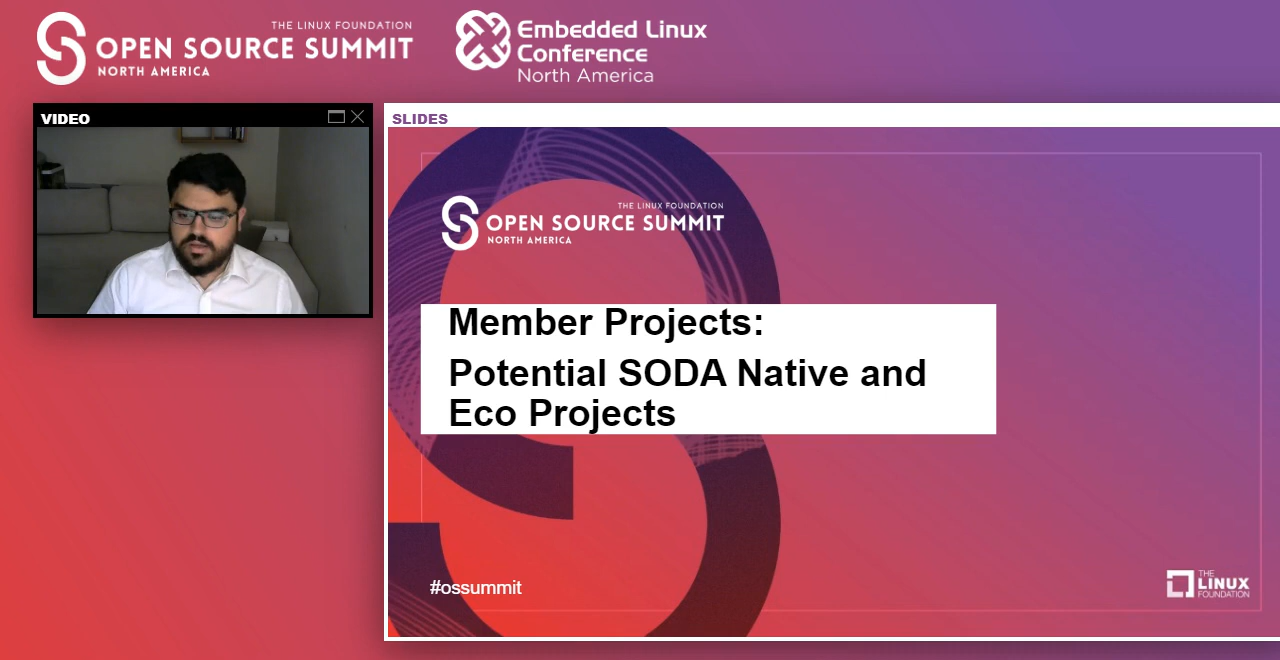 THE LINUX FOUNDATION
OPEN SOURCE SUMMIT
NORTH AMERICA
Embedded Linux
Conference
North America
VIDEO
SLIDES
THE LINUX FOUNDATION
OPEN SOURCE SUMMIT
NORTH AMERICA
Member Projects:
Potential SODA Native and
Eco Projects
#ossummit
THE
LINUX
FOUNDATION